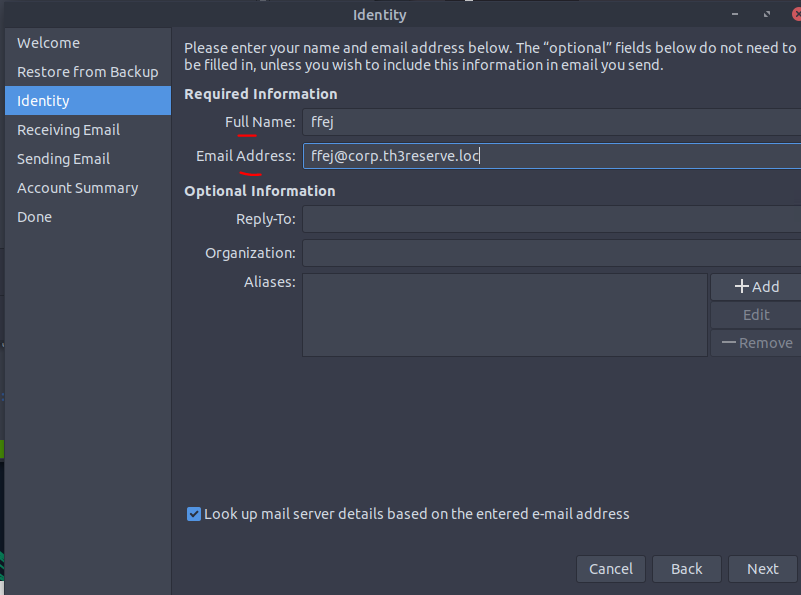 Identity
Welcome
Restore from Backup
Identity
Receiving Email
Sending Email
Account Summary
Done
Please enter your name and email address below. The “optional” fields below do not need to
be filled in, unless you wish to include this information in email you send.
Required Information
Full Name: ffej
Email Address: ffej@corp.th3reserve.loc
Optional Information
Reply-To:
Organization:
Aliases:
Add
Edit
Remove
Look up mail server details based on the entered e-mail address
Cancel Back Next